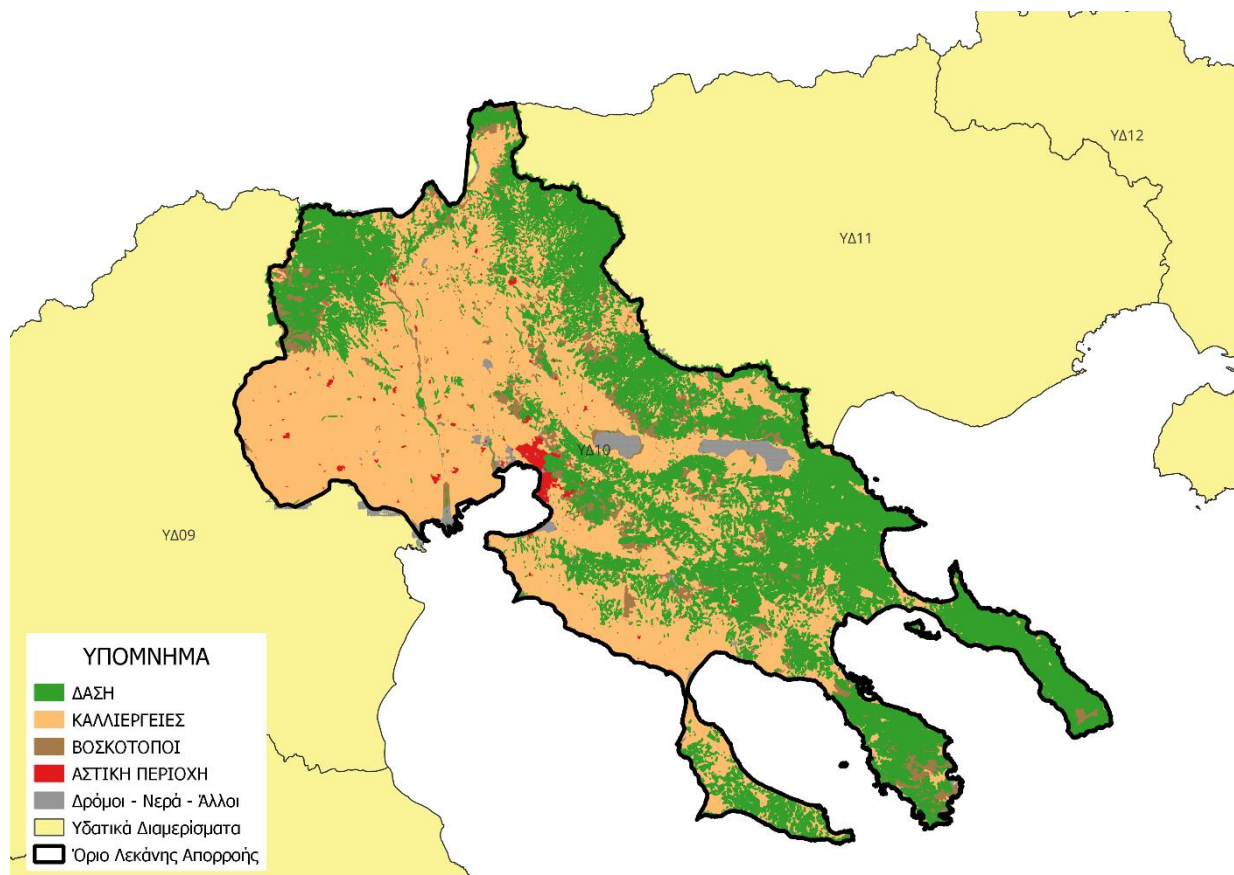 ΥΔ12
ΥΔ11
ΥΔ10
ΥΔ09
ΥΠΟΜΝΗΜΑ
ΔΑΣΗ
ΚΑΛΛΙΕΡΓΕΙΕΣ
ΒΟΣΚΟΤΟΠΟΙ
ΑΣΤΙΚΗ ΠΕΡΙΟΧΗ
Δρόμοι - Νερά - Άλλοι
Υδατικά Διαμερίσματα
Όριο Λεκάνης Απορροής